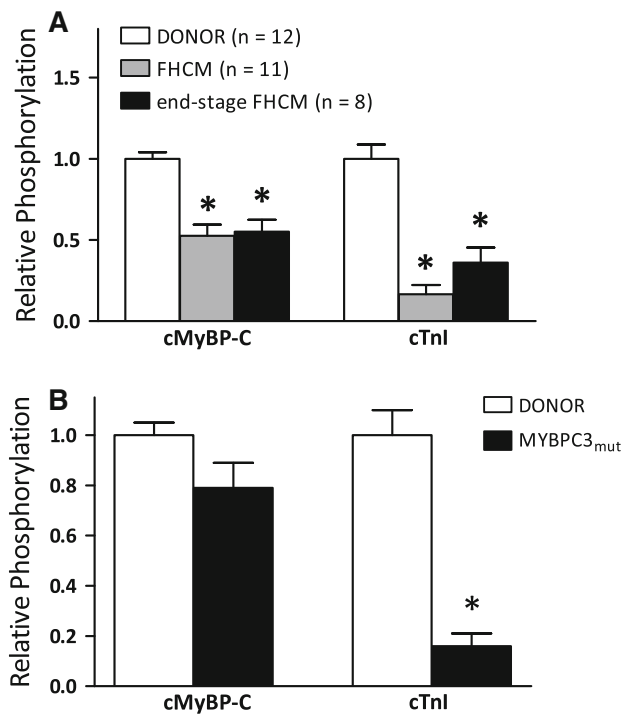 A
DONOR (n = 12)
FHCM (n = 11)
end-stage FHCM (n = 8)
Relative Phosphorylation
1.5
1.0
0.5
0.0
* *
* *
cMyBP-C cTnI
B
DONOR
MYBPC3mut
Relative Phosphorylation
1.0
0.8
0.6
0.4
0.2
0.0
*
cMyBP-C cTnI